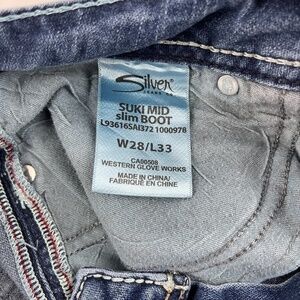 Silver
JEANS
SUKI MID
slim BOOT
L93616SAI372 1000978
W28/L33
CA00508
WESTERN GLOVE WORKS
MADE IN CHINA/
FABRIQUÉ EN CHINE